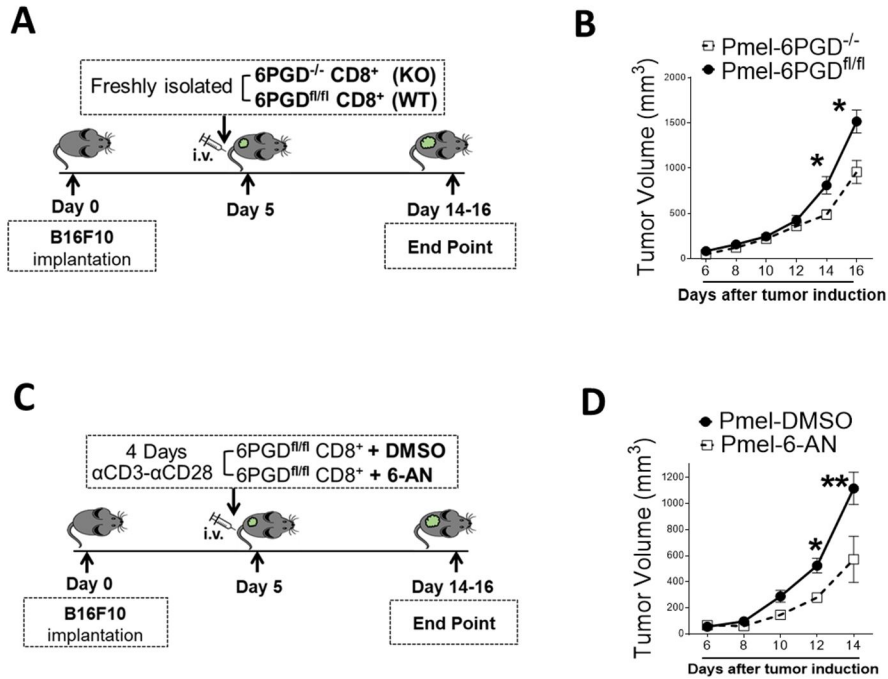 A
Freshly isolated
6PGD-/- CD8+ (KO)
6PGDfl/fl CD8+ (WT)
i.v.
Day 0
Day 5
Day 14-16
B16F10
implantation
End Point
B
Pmel-6PGD-/-
Pmel-6PGDfl/fl
Tumor Volume (mm3)
2000
1500
1000
500
0
*
*
6 8 10 12 14 16
Days after tumor induction
C
4 Days
αCD3-αCD28
6PGDfl/fl CD8+ + DMSO
6PGDfl/fl CD8+ + 6-AN
i.v.
Day 0
Day 5
Day 14-16
B16F10
implantation
End Point
D
Pmel-DMSO
Pmel-6-AN
Tumor Volume (mm3)
1200
1000
800
600
400
200
0
**
*
6 8 10 12 14
Days after tumor induction